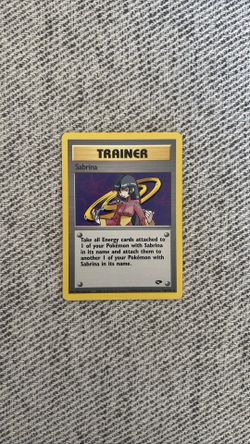 TRAINER
Sabrina
Take all Energy cards attached to
1 of your Pokémon with Sabrina
in its name and attach them to
another 1 of your Pokémon with
Sabrina in its name.